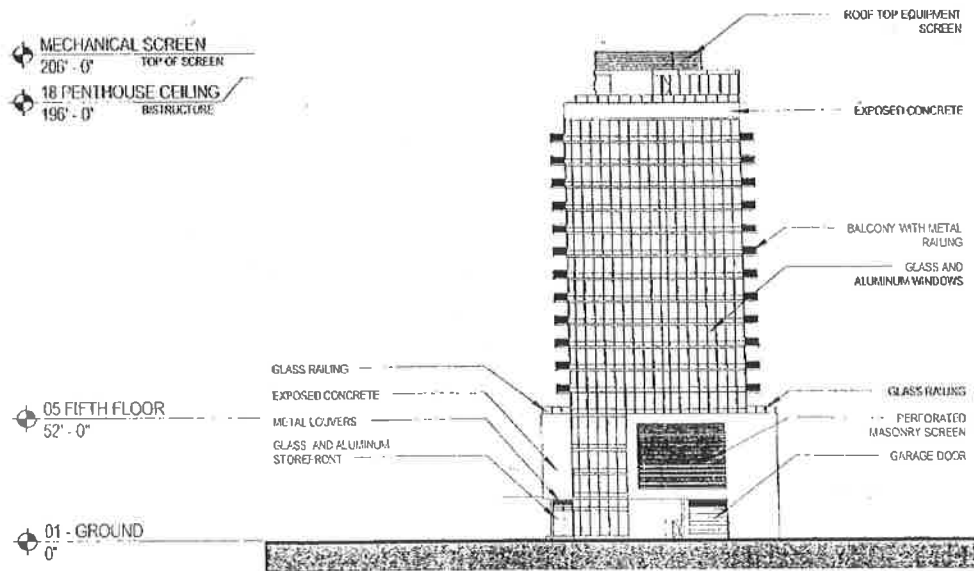 ROOF TOP EQUIPMENT
SCREEN
MECHANICAL SCREEN
206' - 0"
TOP OF SCREEN
18 PENTHOUSE CEILING
196' - 0"
BISTRUCTURE
EXPOSED CONCRETE
BALCONY WITH METAL
RAILING
GLASS AND
ALUMINUM WINDOWS
GLASS RAILING
EXPOSED CONCRETE
METAL LOUVERS
GLASS AND ALUMINUM
STOREFRONT
GLASS RAILING
PERFORATED
MASONRY SCREEN
GARAGE DOOR
05 FIFTH FLOOR
52' - 0"
01 - GROUND
0"